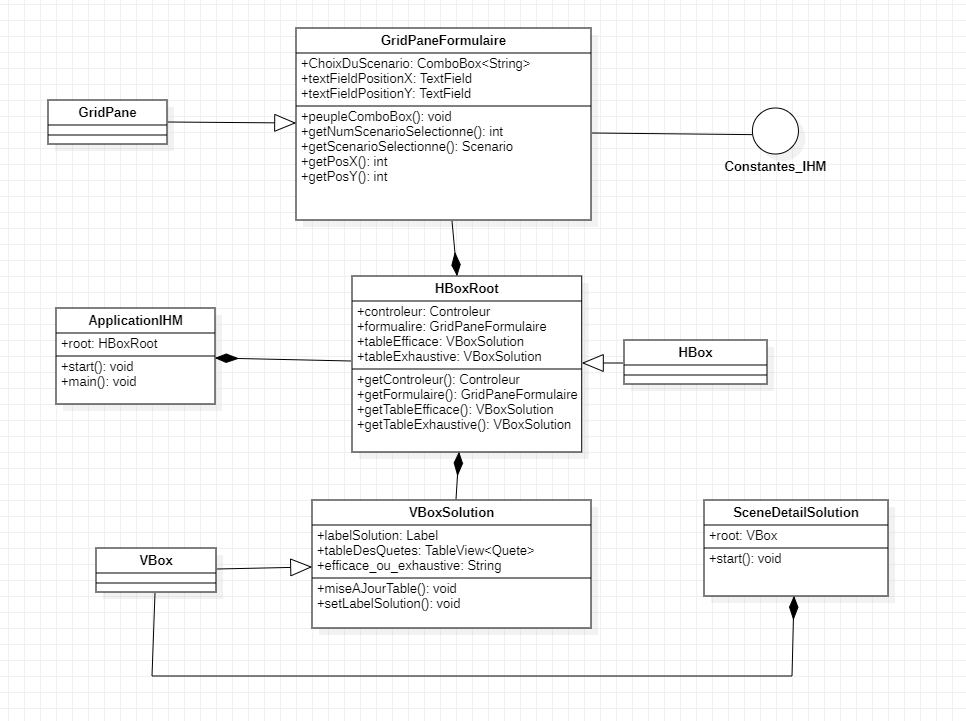 GridPaneFormulaire
+ChoixDuScenario: ComboBox<String>
+textFieldPositionX: TextField
+textFieldPositionY: TextField
+peupleComboBox(): void
+getNumScenarioSelectionne(): int
+getScenarioSelectionne(): Scenario
+getPosX(): int
+getPosY(): int
GridPane
Constantes_IHM
HBoxRoot
+controleur: Controleur
+formualire: GridPaneFormulaire
+tableEfficace: VBoxSolution
+tableExhaustive: VBoxSolution
+getControleur(): Controleur
+getFormulaire(): GridPaneFormulaire
+getTableEfficace(): VBoxSolution
+getTableExhaustive(): VBoxSolution
ApplicationIHM
+root: HBoxRoot
+start(): void
+main(): void
HBox
VBoxSolution
+labelSolution: Label
+tableDesQuetes: TableView<Quete>
+efficace_ou_exhaustive: String
+miseAJourTable(): void
+setLabelSolution(): void
VBox
SceneDetailSolution
+root: VBox
+start(): void